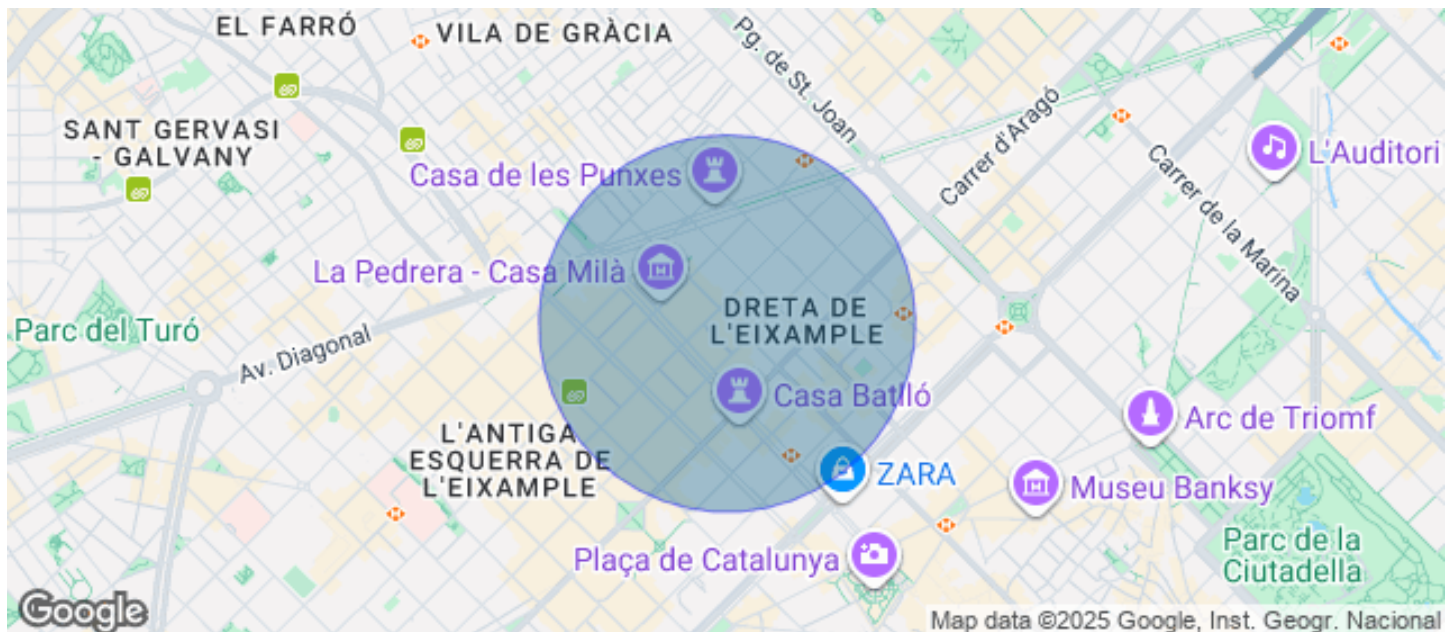 EL FARRÓ
VILA DE GRÀCIA
Pg. de St. Joan
SANT GERVASI
- GALVANY
Casa de les Punxes
Carrer d'Aragó
L'Auditori
Carrer de la Marina
La Pedrera - Casa Milà
DRETA DE
L'EIXAMPLE
Parc del Turó
Av. Diagonal
Casa Batlló
Arc de Triomf
L'ANTIGA
ESQUERRA DE
L'EIXAMPLE
ZARA
Museu Banksy
Plaça de Catalunya
Parc de la
Ciutadella
Google
Map data ©2025 Google, Inst. Geogr. Nacional